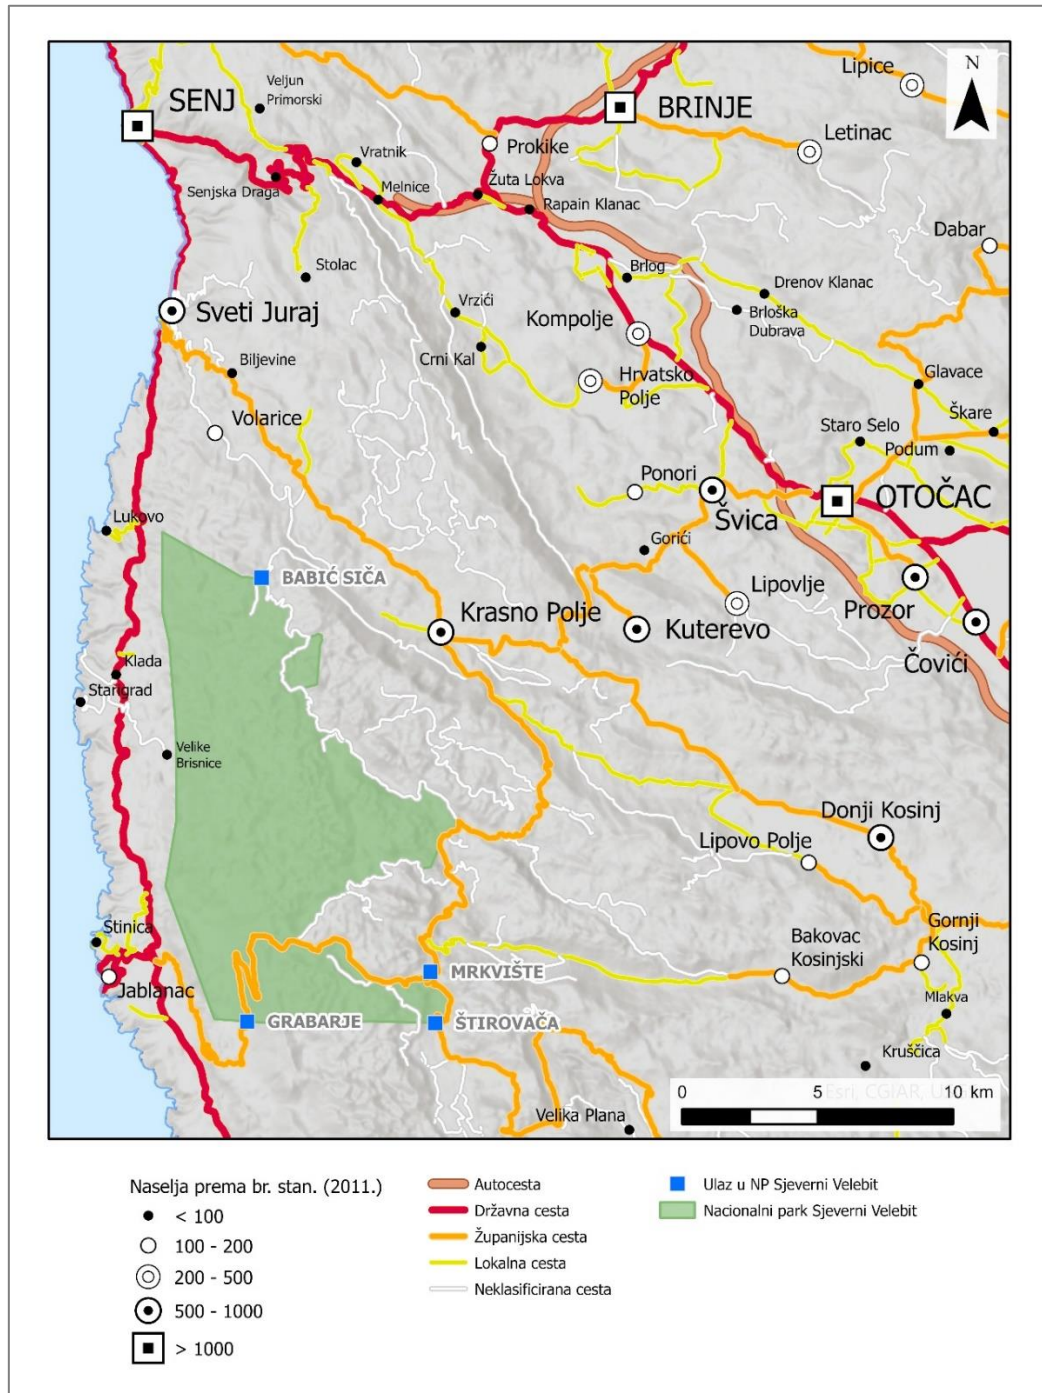 N
Lipice
SENJ
Veljun
Primorski
BRINJE
Letinac
Prokike
Vratnik
Senjska Draga
Melnice
Žuta Lokva
Rapain Klanac
Dabar
Stolac
Brlog
Drenov Klanac
Sveti Juraj
Vrzići
Kompolje
Brloška
Dubrava
Biljevine
Crni Kal
Hrvatsko
Polje
Glavace
Volarice
Staro Selo
Škare
Podum
Ponori
OTOČAC
Lukovo
Švica
Gorići
BABIĆ SIČA
Lipovlje
Prozor
Krasno Polje
Kuterevo
Čovići
Klada
Starigrad
Velike
Brisnice
Donji Kosinj
Lipovo Polje
Stinica
Gornji
Kosinj
Bakovac
Kosinjski
MRKVIŠTE
Jablanac
Mlakva
GRABARJE
ŠTIROVAČA
Kruščica
0 5 10 km
Esri, CGIAR, U
Velika Plana
Naselja prema br. stan. (2011.)
< 100
100 - 200
200 - 500
500 - 1000
> 1000
Autocesta
Državna cesta
Županijska cesta
Lokalna cesta
Neklasificirana cesta
Ulaz u NP Sjeverni Velebit
Nacionalni park Sjeverni Velebit